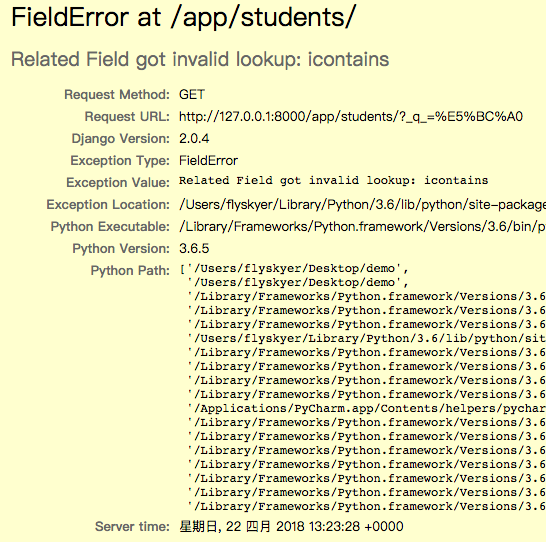 FieldError at /app/students/
Related Field got invalid lookup: icontains
Request Method: GET
Request URL: http://127.0.0.1:8000/app/students/?_q_=%E5%BC%A0
Django Version: 2.0.4
Exception Type: FieldError
Exception Value: Related Field got invalid lookup: icontains
Exception Location: /Users/flyskyer/Library/Python/3.6/lib/python/site-package
Python Executable: /Library/Frameworks/Python.framework/Versions/3.6/bin/p
Python Version: 3.6.5
Python Path: ['/Users/flyskyer/Desktop/demo',
'/Users/flyskyer/Desktop/demo',
'/Library/Frameworks/Python.framework/Versions/3.6
'/Library/Frameworks/Python.framework/Versions/3.6
'/Library/Frameworks/Python.framework/Versions/3.6
'/Users/flyskyer/Library/Python/3.6/lib/python/sit
'/Library/Frameworks/Python.framework/Versions/3.6
'/Library/Frameworks/Python.framework/Versions/3.6
'/Library/Frameworks/Python.framework/Versions/3.6
'/Library/Frameworks/Python.framework/Versions/3.6
'/Applications/PyCharm.app/Contents/helpers/pychar
'/Library/Frameworks/Python.framework/Versions/3.6
'/Library/Frameworks/Python.framework/Versions/3.6
'/Library/Frameworks/Python.framework/Versions/3.6
'/Library/Frameworks/Python.framework/Versions/3.6
'/Library/Frameworks/Python.framework/Versions/3.6
'/Library/Frameworks/Python.framework/Versions/3.6
'/Library/Frameworks/Python.framework/Versions/3.6
Server time: 星期日, 22 四月 2018 13:23:28 +0000